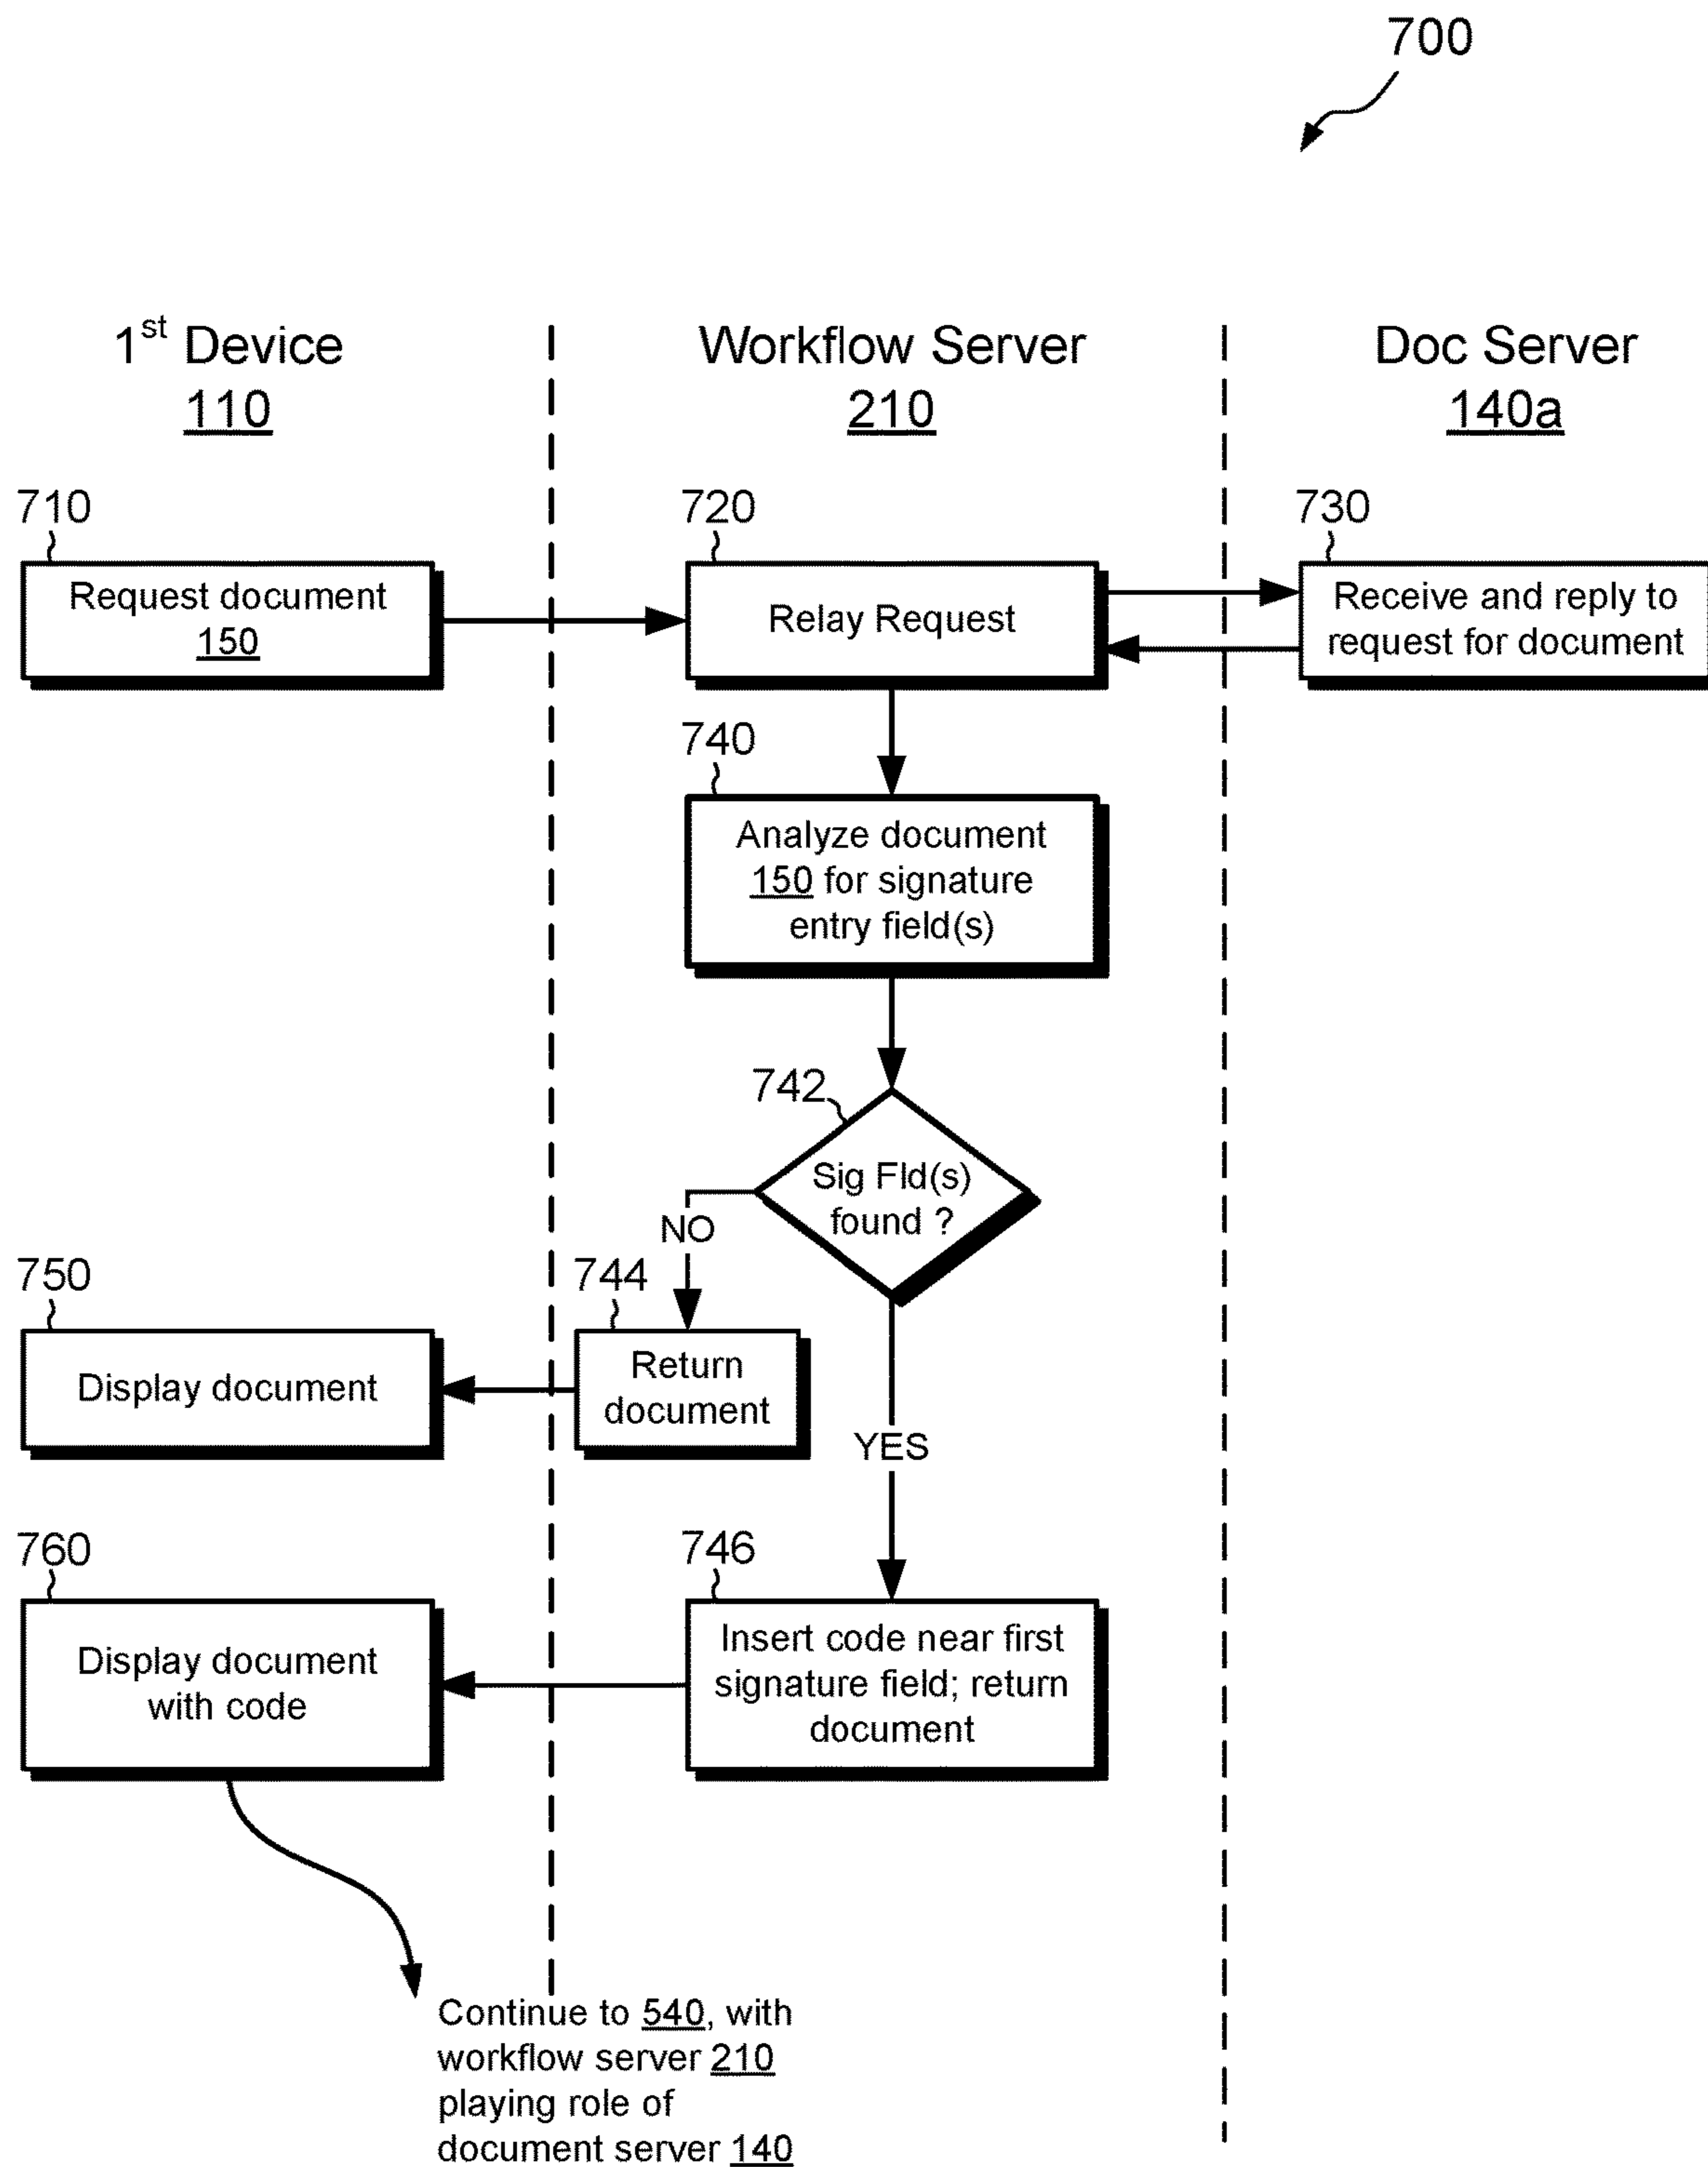 700
1st Device
110
Workflow Server
210
Doc Server
140a
710
Request document
150
720
Relay Request
730
Receive and reply to
request for document
740
Analyze document
150 for signature
entry field(s)
742
Sig Fld(s)
found ?
NO
YES
750
Display document
744
Return
document
760
Display document
with code
746
Insert code near first
signature field; return
document
Continue to 540, with
workflow server 210
playing role of
document server 140